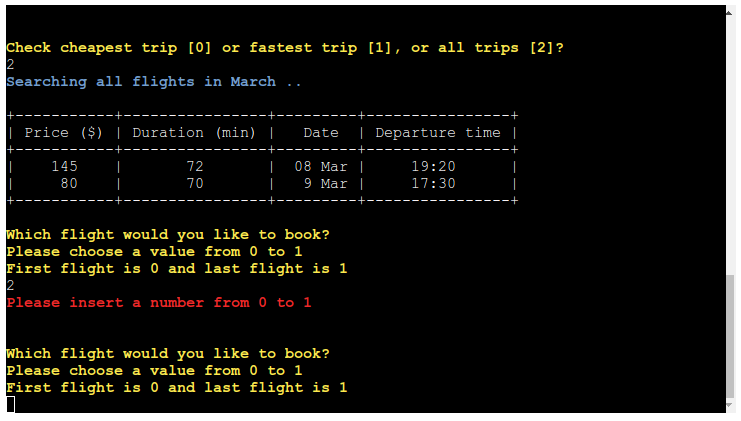 Check cheapest trip [0] or fastest trip [1], or all trips [2]?
2
Searching all flights in March ..
+-----------+----------------+---------+----------------+
| Price ($) | Duration (min) |   Date  | Departure time |
+-----------+----------------+---------+----------------+
|    145    |       72       |  08 Mar |     19:20      |
|     80    |       70       |   9 Mar |     17:30      |
+-----------+----------------+---------+----------------+
Which flight would you like to book?
Please choose a value from 0 to 1
First flight is 0 and last flight is 1
2
Please insert a number from 0 to 1
Which flight would you like to book?
Please choose a value from 0 to 1
First flight is 0 and last flight is 1